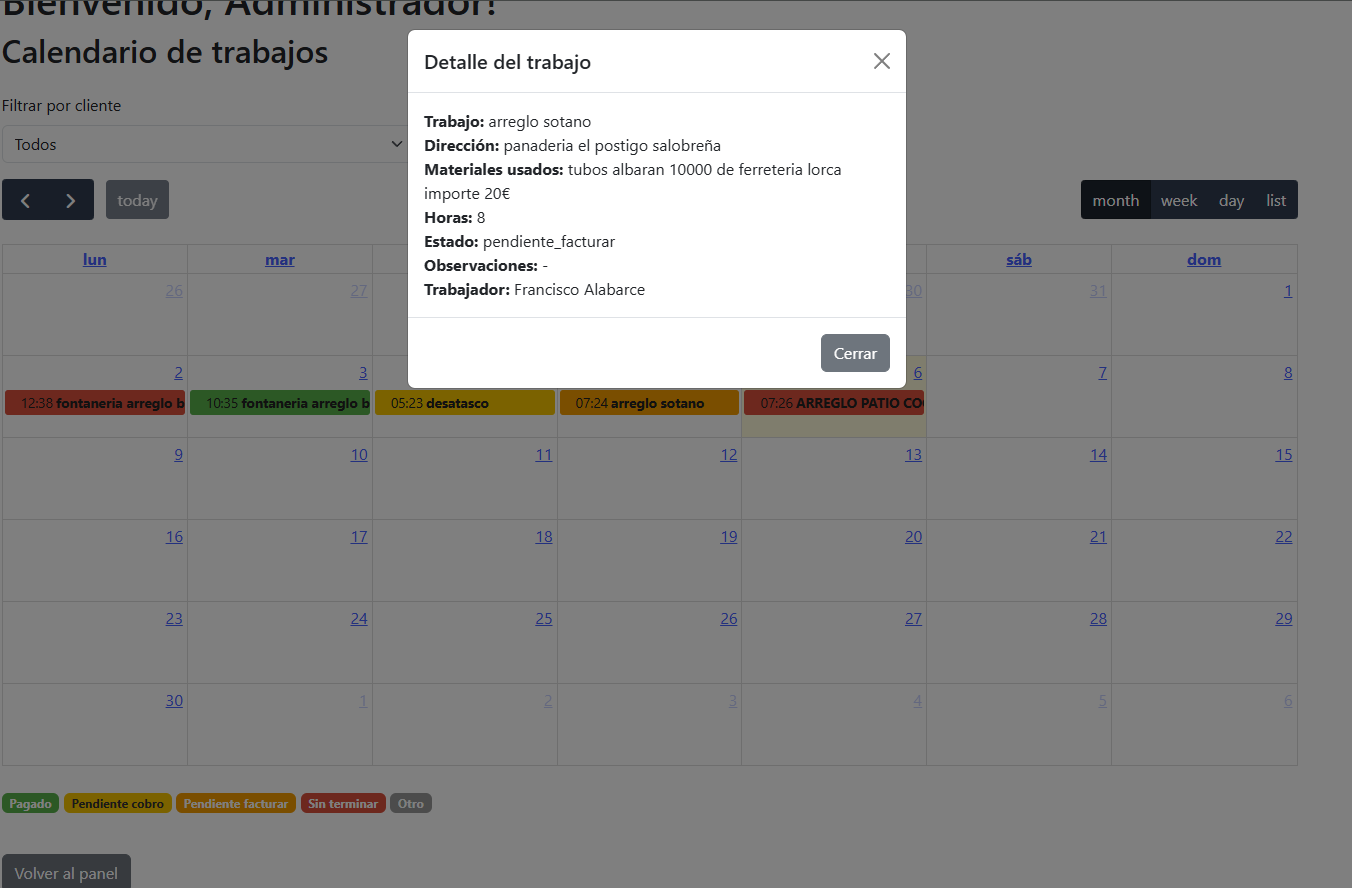 Bienvenido, Administrador!
Calendario de trabajos
Filtrar por cliente
Todos
today
month week day list
Detalle del trabajo
Trabajo: arreglo sotano
Dirección: panaderia el postigo salobreña
Materiales usados: tubos albaran 10000 de ferreteria lorca
importe 20€
Horas: 8
Estado: pendiente_facturar
Observaciones: -
Trabajador: Francisco Alabarce
Cerrar
lun mar sáb dom
26 27 30 31 1
2 3 6 7 8
12:38 fontaneria arreglo b 10:35 fontaneria arreglo b 05:23 desatasco 07:24 arreglo sotano 07:26 ARREGLO PATIO CO
9 10 11 12 13 14 15
16 17 18 19 20 21 22
23 24 25 26 27 28 29
30 1 2 3 4 5 6
Pagado Pendiente cobro Pendiente facturar Sin terminar Otro
Volver al panel